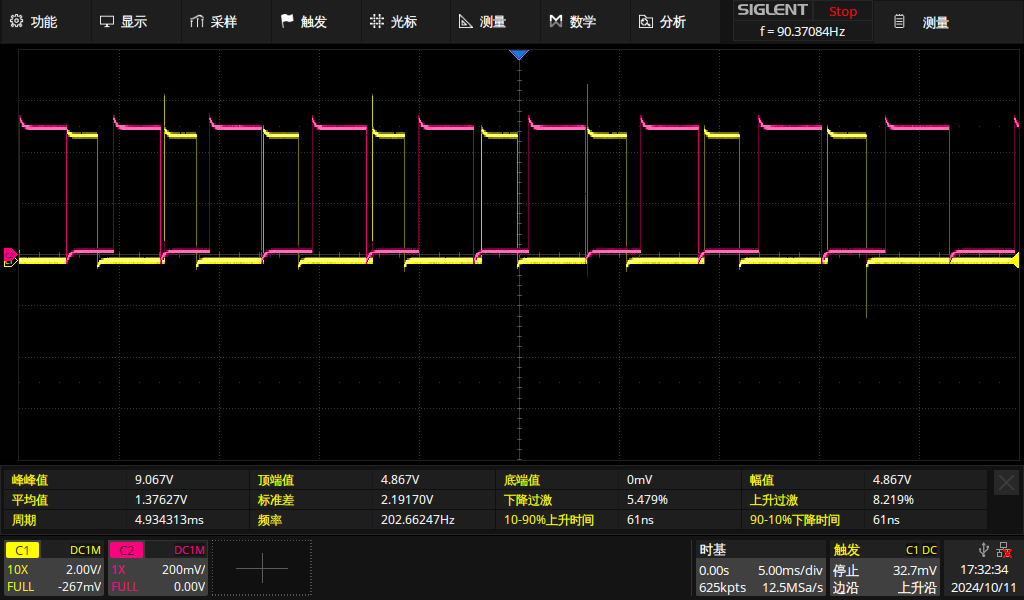 功能 显示 采样 触发 光标 测量 数学 分析 SIGLENT Stop 测量
f = 90.37084Hz
峰峰值 9.067V 顶端值 4.867V 底端值 0mV 幅值 4.867V
平均值 1.37627V 标准差 2.19170V 下降过激 5.479% 上升过激 8.219%
周期 4.934313ms 频率 202.66247Hz 10-90%上升时间 61ns 90-10%下降时间 61ns
C1 DC1M C2 DC1M 时基 触发 C1 DC
10X 2.00V/ 1X 200mV/ 0.00s 5.00ms/div 停止 32.7mV 17:32:34
FULL -267mV FULL 0.00V 625kpts 12.5MSa/s 边沿 上升沿 2024/10/11